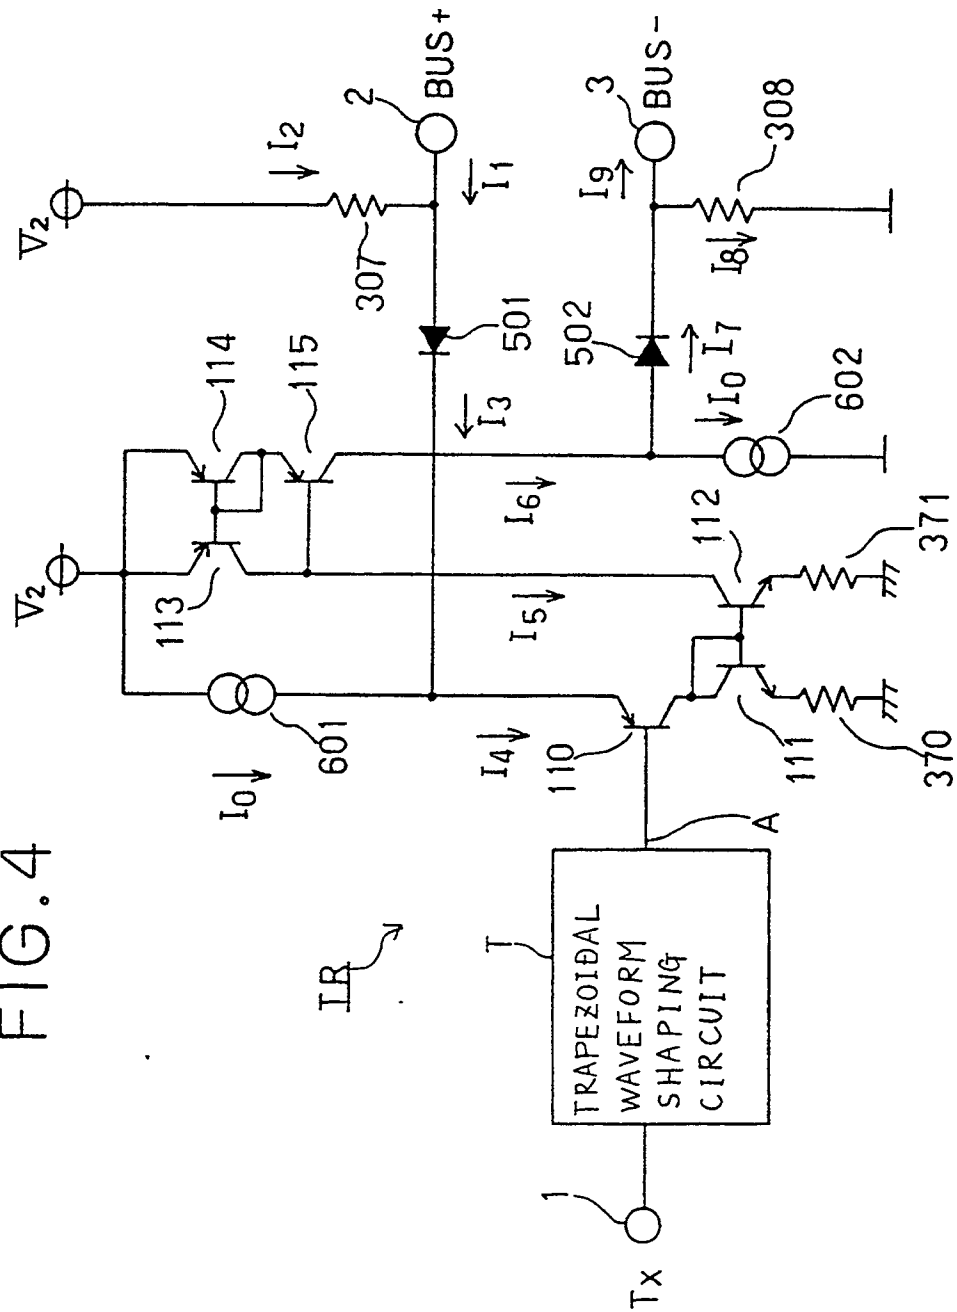 FIG. 4
V2
V2
I2
2
BUS+
307
I1
114
115
113
501
I3
601
I0
I4
I5
I6
3
BUS-
I9
I8
308
502
I7
I0
602
110
112
111
371
370
TR
T
TRAPEZOIDAL
WAVEFORM
SHAPING
CIRCUIT
A
1
Tx